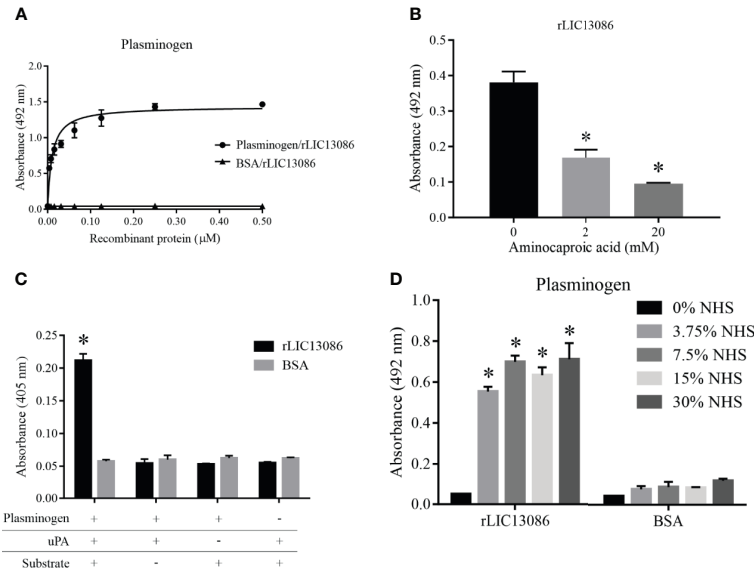 A
Plasminogen
Absorbance (492 nm)
2.0
1.5
1.0
0.5
0.0
0.00 0.10 0.20 0.30 0.40 0.50
Recombinant protein (μM)
Plasminogen/rLIC13086
BSA/rLIC13086
B
rLIC13086
Absorbance (492 nm)
0.5
0.4
0.3
0.2
0.1
0.0
* *
0 2 20
Aminocaproic acid (mM)
C
Absorbance (405 nm)
0.25
0.20
0.15
0.10
0.05
0.00
*
rLIC13086
BSA
Plasminogen + + + -
uPA + + - +
Substrate + - + +
D
Plasminogen
Absorbance (492 nm)
1.0
0.8
0.6
0.4
0.2
0.0
* * * *
0% NHS
3.75% NHS
7.5% NHS
15% NHS
30% NHS
rLIC13086 BSA